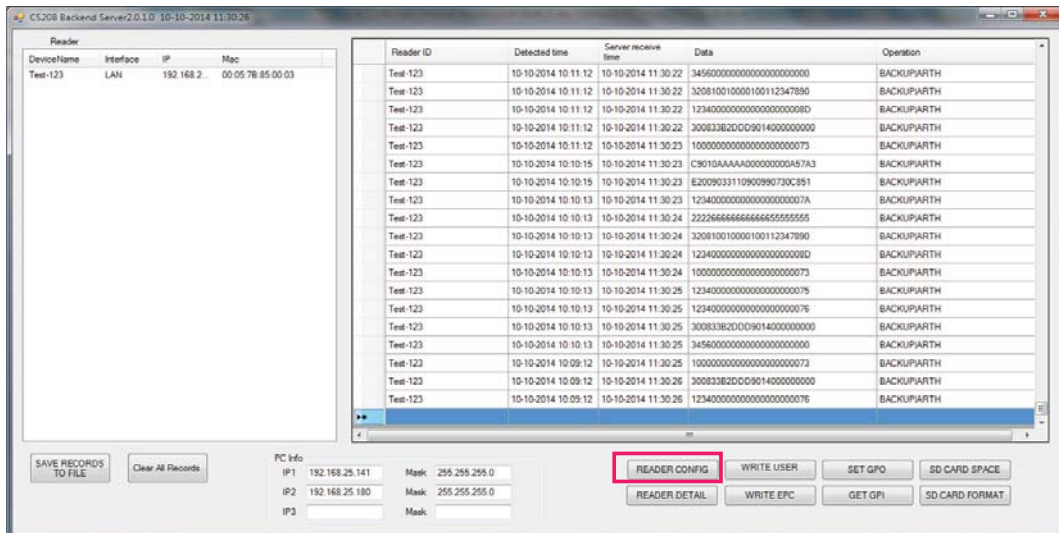 CS208 Backend Server2.0.1.0 10-10-2014 11:30:26
Reader
DeviceName Interface IP Mac
Test-123 LAN 192.168.2... 00:05:7B:85:00:03
Reader ID Detected time Server receive time Data Operation
Test-123 10-10-2014 10:11:12 10-10-2014 11:30:22 345600000000000000000000 BACKUP\ARTH
Test-123 10-10-2014 10:11:12 10-10-2014 11:30:22 320810010000100112347890 BACKUP\ARTH
Test-123 10-10-2014 10:11:12 10-10-2014 11:30:22 12340000000000000000008D BACKUP\ARTH
Test-123 10-10-2014 10:11:12 10-10-2014 11:30:22 300833B2DDD9014000000000 BACKUP\ARTH
Test-123 10-10-2014 10:11:12 10-10-2014 11:30:23 100000000000000000000073 BACKUP\ARTH
Test-123 10-10-2014 10:10:15 10-10-2014 11:30:23 C9010AAAAA000000000A57A3 BACKUP\ARTH
Test-123 10-10-2014 10:10:15 10-10-2014 11:30:23 E2009033110900990730C851 BACKUP\ARTH
Test-123 10-10-2014 10:10:13 10-10-2014 11:30:23 12340000000000000000007A BACKUP\ARTH
Test-123 10-10-2014 10:10:13 10-10-2014 11:30:24 222266666666666655555555 BACKUP\ARTH
Test-123 10-10-2014 10:10:13 10-10-2014 11:30:24 320810010000100112347890 BACKUP\ARTH
Test-123 10-10-2014 10:10:13 10-10-2014 11:30:24 12340000000000000000008D BACKUP\ARTH
Test-123 10-10-2014 10:10:13 10-10-2014 11:30:24 100000000000000000000073 BACKUP\ARTH
Test-123 10-10-2014 10:10:13 10-10-2014 11:30:25 123400000000000000000075 BACKUP\ARTH
Test-123 10-10-2014 10:10:13 10-10-2014 11:30:25 123400000000000000000076 BACKUP\ARTH
Test-123 10-10-2014 10:10:13 10-10-2014 11:30:25 300833B2DDD9014000000000 BACKUP\ARTH
Test-123 10-10-2014 10:10:13 10-10-2014 11:30:25 345600000000000000000000 BACKUP\ARTH
Test-123 10-10-2014 10:09:12 10-10-2014 11:30:25 100000000000000000000073 BACKUP\ARTH
Test-123 10-10-2014 10:09:12 10-10-2014 11:30:26 300833B2DDD9014000000000 BACKUP\ARTH
Test-123 10-10-2014 10:09:12 10-10-2014 11:30:26 123400000000000000000076 BACKUP\ARTH
SAVE RECORDS TO FILE Clear All Records
PC Info
IP1 192.168.25.141 Mask 255.255.255.0
IP2 192.168.25.180 Mask 255.255.255.0
IP3 Mask
READER CONFIG WRITE USER SET GPO SD CARD SPACE
READER DETAIL WRITE EPC GET GPI SD CARD FORMAT